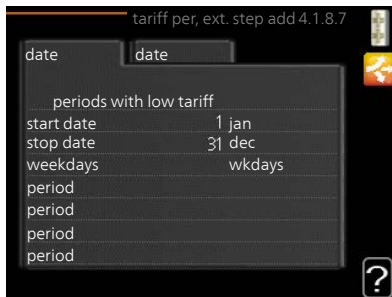 tariff per, ext. step add 4.1.8.7
date date
periods with low tariff
start date 1 jan
stop date 31 dec
weekdays wkdays
period
period
period
period
?